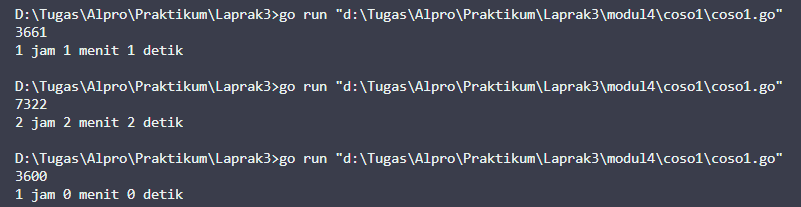 D:\Tugas\Alpro\Praktikum\Laprak3>go run "d:\Tugas\Alpro\Praktikum\Laprak3\modul4\coso1\coso1.go"
3661
1 jam 1 menit 1 detik
D:\Tugas\Alpro\Praktikum\Laprak3>go run "d:\Tugas\Alpro\Praktikum\Laprak3\modul4\coso1\coso1.go"
7322
2 jam 2 menit 2 detik
D:\Tugas\Alpro\Praktikum\Laprak3>go run "d:\Tugas\Alpro\Praktikum\Laprak3\modul4\coso1\coso1.go"
3600
1 jam 0 menit 0 detik